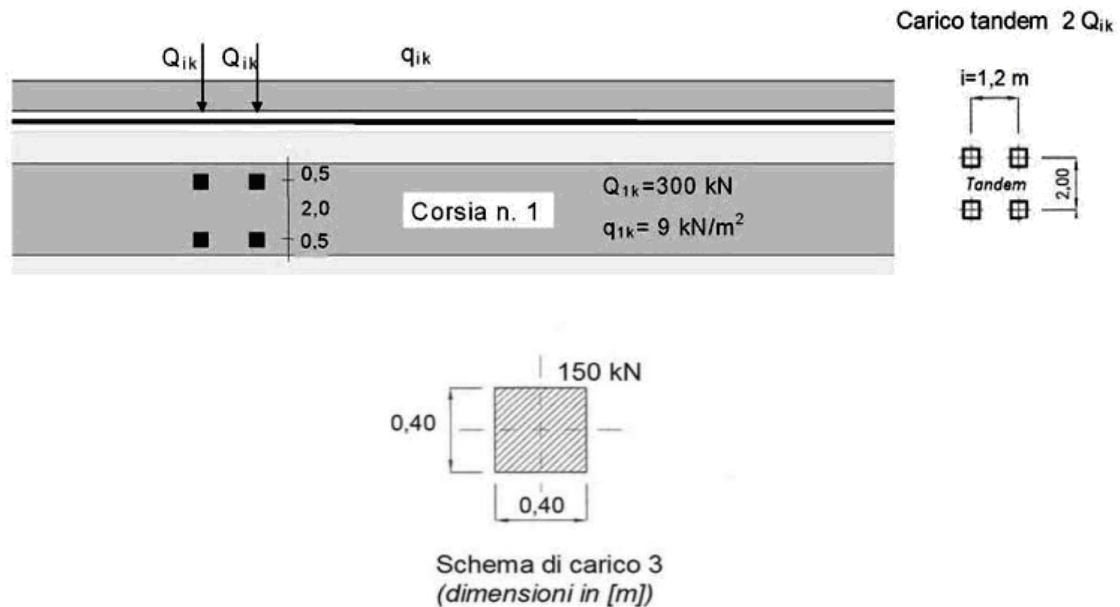 Carico tandem 2 Qik
Qik Qik qik
i=1,2 m
0,5
2,0
0,5
Corsia n. 1
Q1k=300 kN
q1k= 9 kN/m²
Tandem
2,00
150 kN
0,40
0,40
Schema di carico 3
(dimensioni in [m])